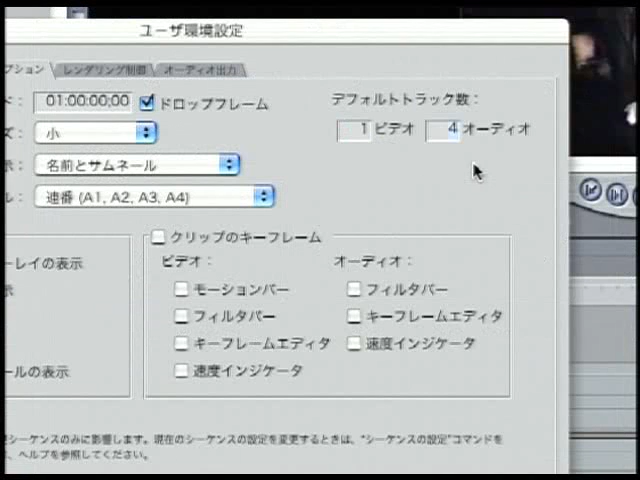 ユーザ環境設定
プション レンダリング制御 オーディオ出力
ド： 01:00:00;00 ドロップフレーム
デフォルトトラック数：
ズ： 小
1 ビデオ 4 オーディオ
示： 名前とサムネール
ル： 連番 (A1, A2, A3, A4)
クリップのキーフレーム
ーレイの表示
ビデオ： オーディオ：
示
モーションバー フィルタバー
フィルタバー キーフレームエディタ
キーフレームエディタ 速度インジケータ
ールの表示
速度インジケータ
シーケンスのみに影響します。現在のシーケンスの設定を変更するときは、“シーケンスの設定”コマンドを
、ヘルプを参照してください。